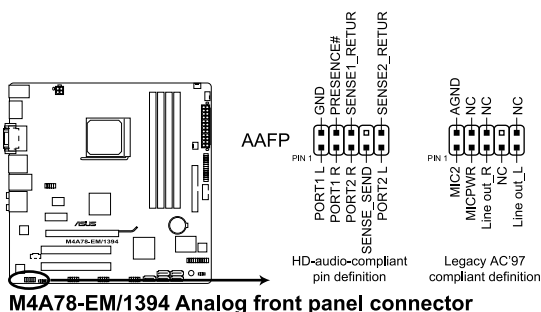 GND
PRESENCE#
SENSE1_RETUR
SENSE2_RETUR
AGND
NC
NC
NC
AAFP
PIN 1
PIN 1
PORT1 L
PORT1 R
PORT2 R
SENSE_SEND
PORT2 L
MIC2
MICPWR
Line out_R
NC
Line out_L
ASUS
M4A78-EM/1394
HD-audio-compliant
pin definition
Legacy AC'97
compliant definition
M4A78-EM/1394 Analog front panel connector